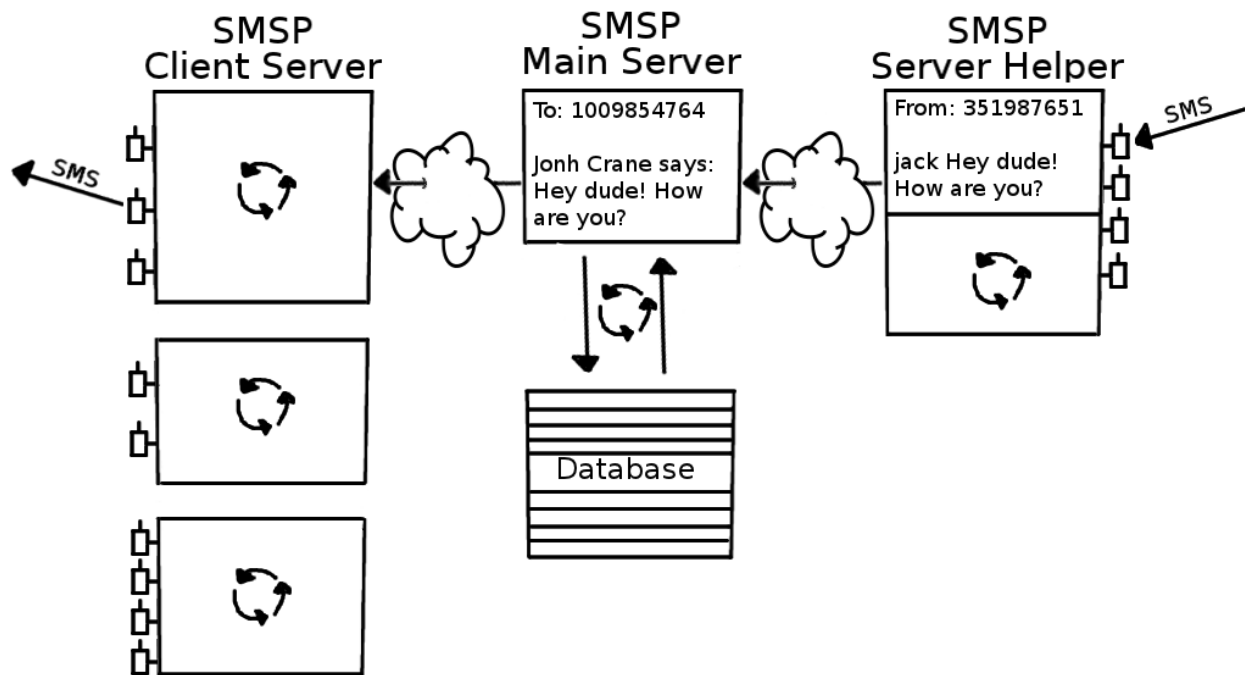 SMSP
Client Server
SMSP
Main Server
SMSP
Server Helper
SMS
To: 1009854764
Jonh Crane says:
Hey dude! How
are you?
From: 351987651
jack Hey dude!
How are you?
SMS
Database